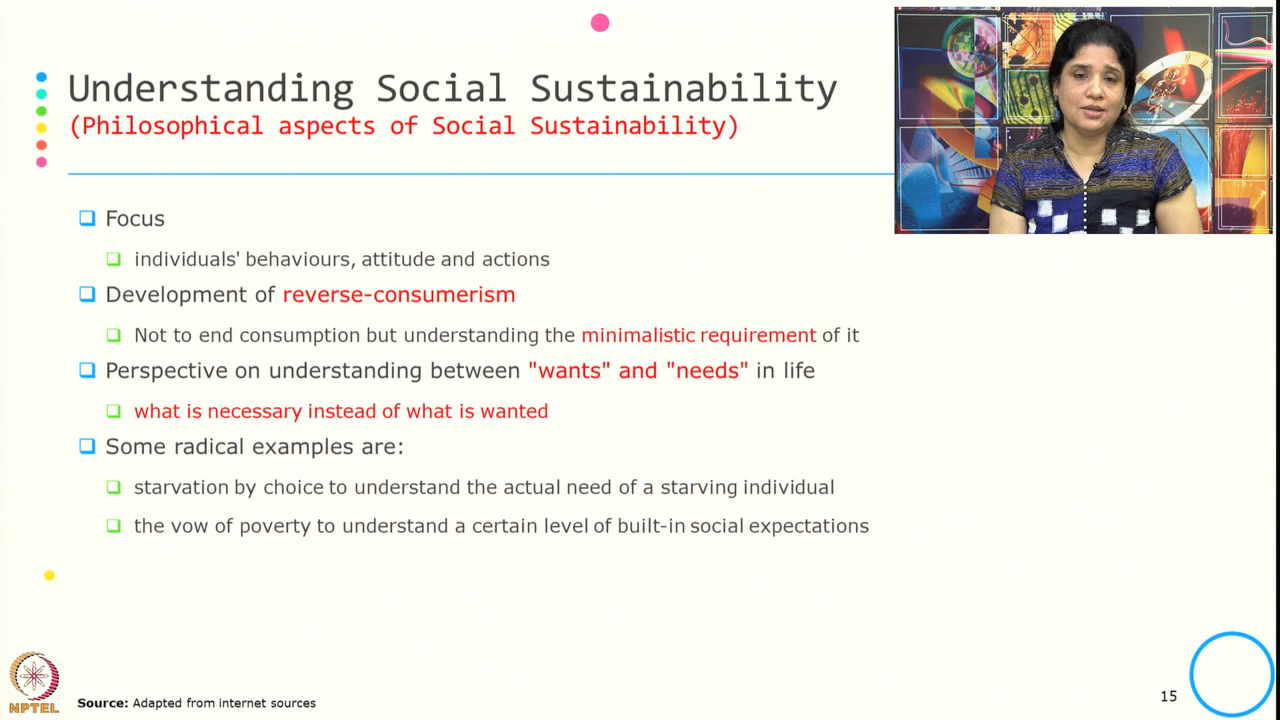 Understanding Social Sustainability
(Philosophical aspects of Social Sustainability)
Focus
individuals' behaviours, attitude and actions
Development of reverse-consumerism
Not to end consumption but understanding the minimalistic requirement of it
Perspective on understanding between "wants" and "needs" in life
what is necessary instead of what is wanted
Some radical examples are:
starvation by choice to understand the actual need of a starving individual
the vow of poverty to understand a certain level of built-in social expectations
NPTEL
Source: Adapted from internet sources
15